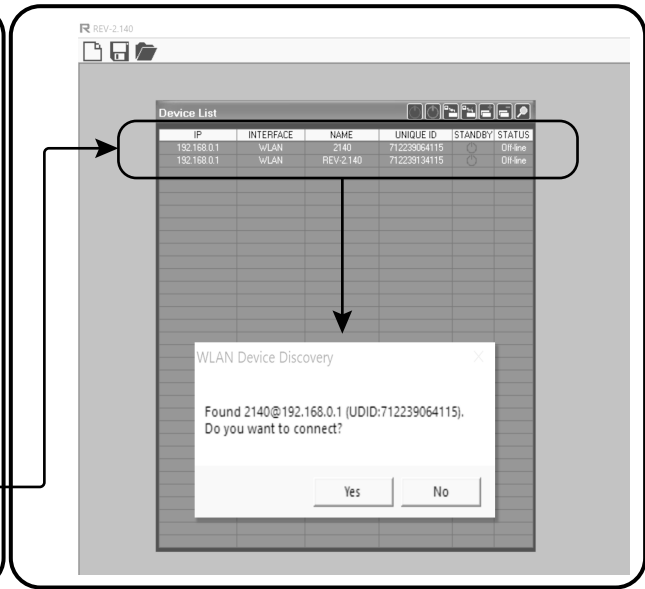 R REV-2.140
Device List
IP INTERFACE NAME UNIQUE ID STANDBY STATUS
192.168.0.1 WLAN 2140 712239064115 Off-line
192.168.0.1 WLAN REV-2.140 712239134115 Off-line
WLAN Device Discovery X
Found 2140@192.168.0.1 (UDID:712239064115).
Do you want to connect?
Yes No